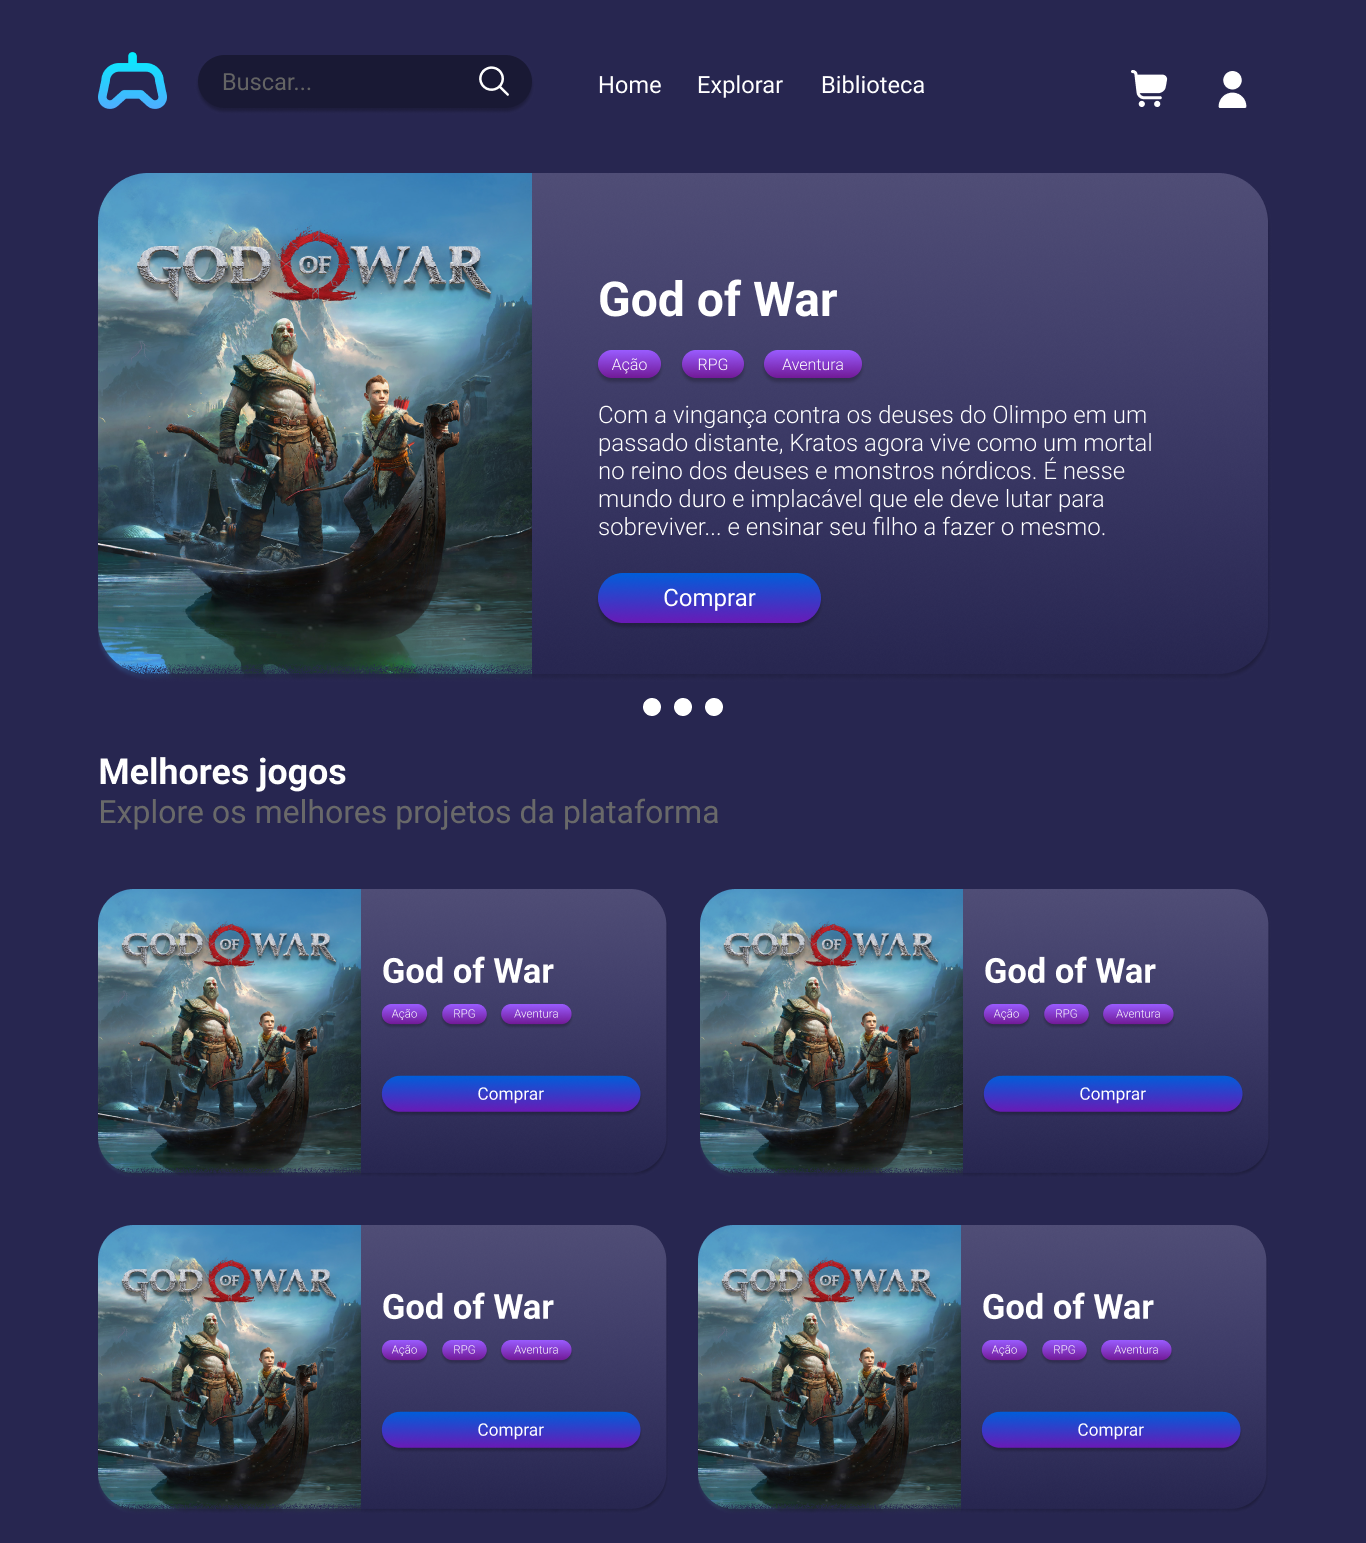 Buscar...
Home Explorar Biblioteca
GOD OF WAR
God of War
Ação RPG Aventura
Com a vingança contra os deuses do Olimpo em um
passado distante, Kratos agora vive como um mortal
no reino dos deuses e monstros nórdicos. É nesse
mundo duro e implacável que ele deve lutar para
sobreviver... e ensinar seu filho a fazer o mesmo.
Comprar
Melhores jogos
Explore os melhores projetos da plataforma
GOD OF WAR
God of War
Ação RPG Aventura
Comprar
GOD OF WAR
God of War
Ação RPG Aventura
Comprar
GOD OF WAR
God of War
Ação RPG Aventura
Comprar
GOD OF WAR
God of War
Ação RPG Aventura
Comprar